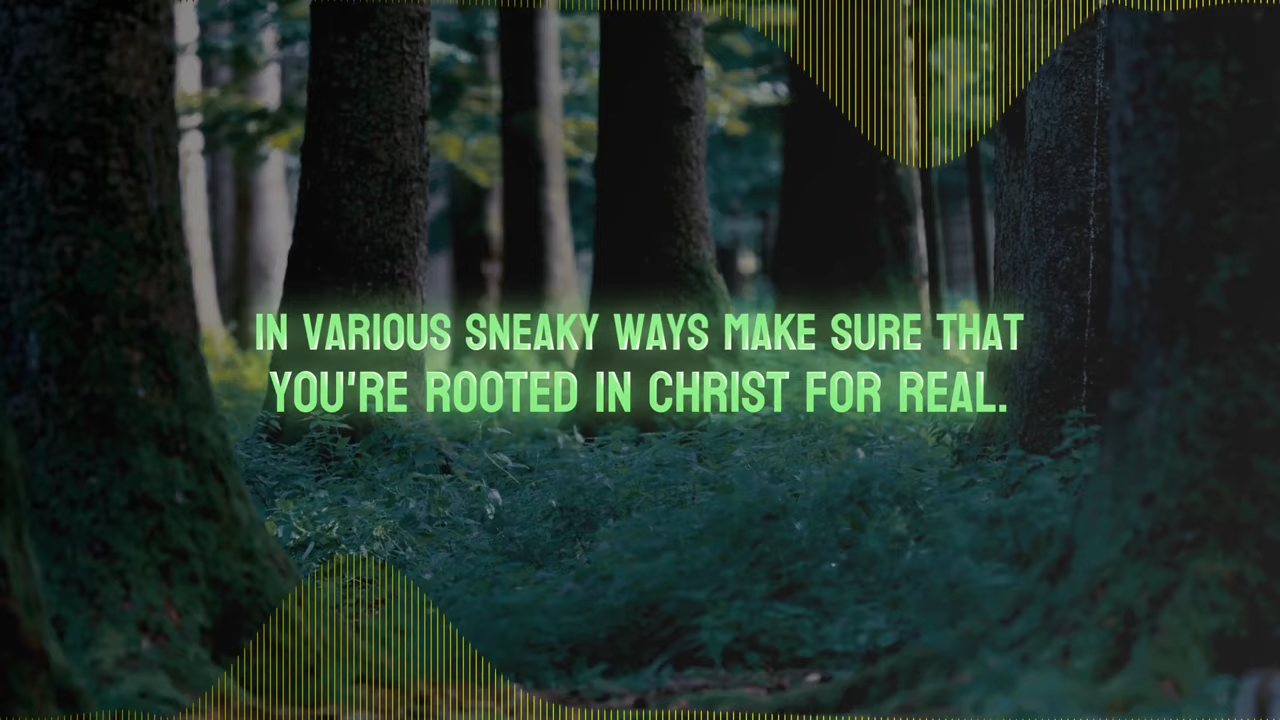 IN VARIOUS SNEAKY WAYS MAKE SURE THAT
YOU'RE ROOTED IN CHRIST FOR REAL.